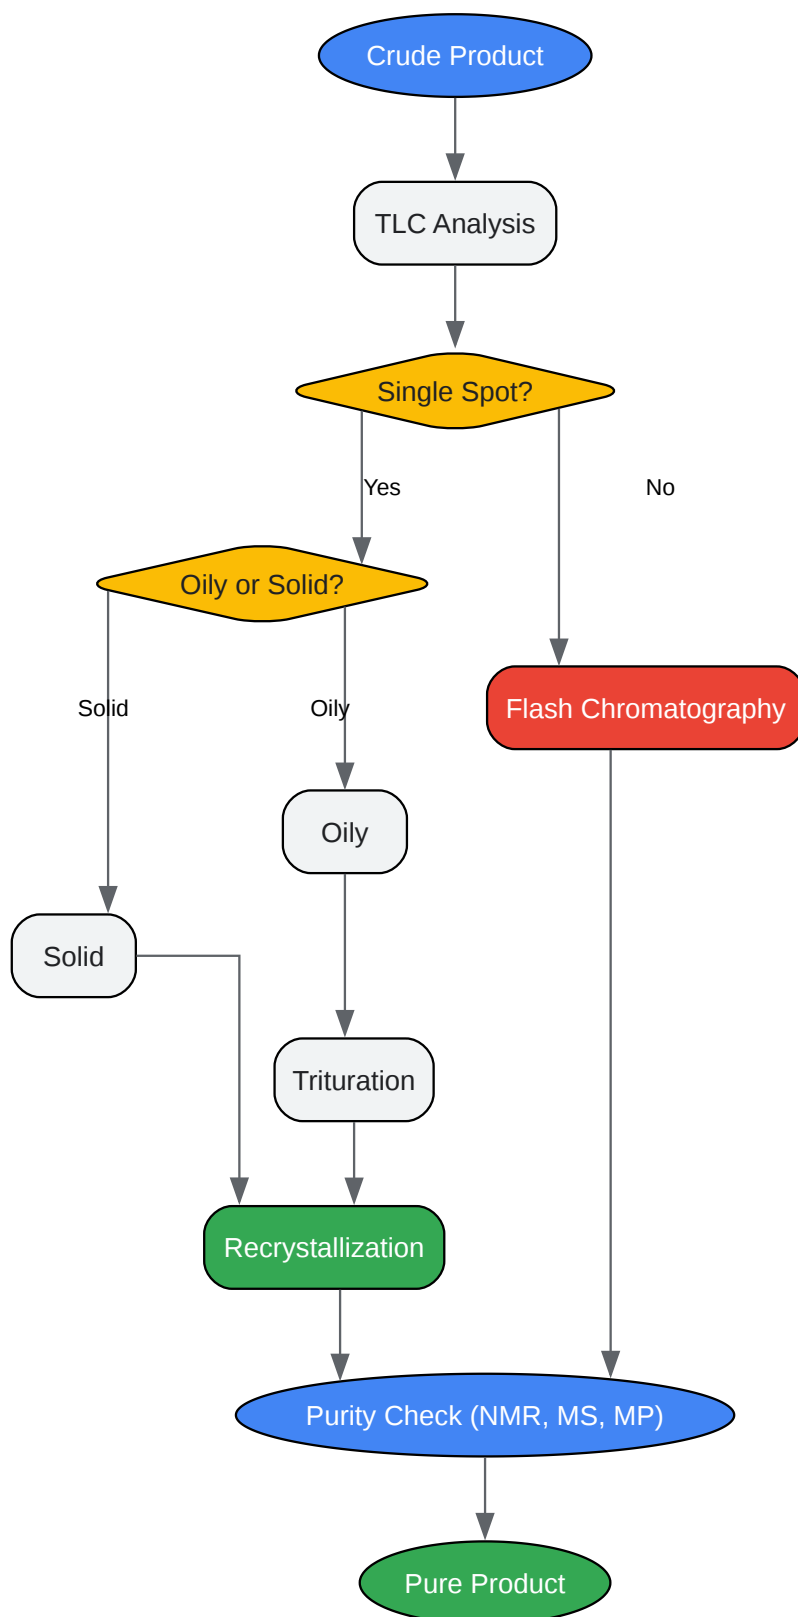 Crude Product
TLC Analysis
Single Spot?
Yes
No
Oily or Solid?
Solid
Oily
Flash Chromatography
Oily
Solid
Trituration
Recrystallization
Purity Check (NMR, MS, MP)
Pure Product